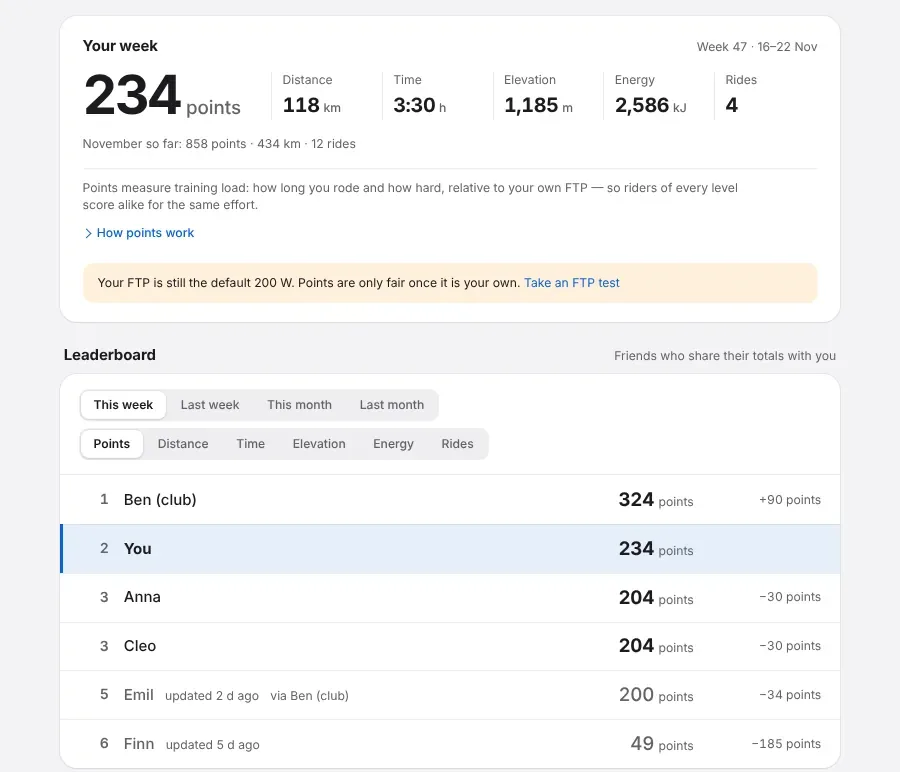 Your week
Week 47 · 16–22 Nov
234 points
Distance
118 km
Time
3:30 h
Elevation
1,185 m
Energy
2,586 kJ
Rides
4
November so far: 858 points · 434 km · 12 rides
Points measure training load: how long you rode and how hard, relative to your own FTP — so riders of every level
score alike for the same effort.
How points work
Your FTP is still the default 200 W. Points are only fair once it is your own. Take an FTP test
Leaderboard
Friends who share their totals with you
This week Last week This month Last month
Points Distance Time Elevation Energy Rides
1 Ben (club) 324 points +90 points
2 You 234 points
3 Anna 204 points −30 points
3 Cleo 204 points −30 points
5 Emil updated 2 d ago via Ben (club) 200 points −34 points
6 Finn updated 5 d ago 49 points −185 points